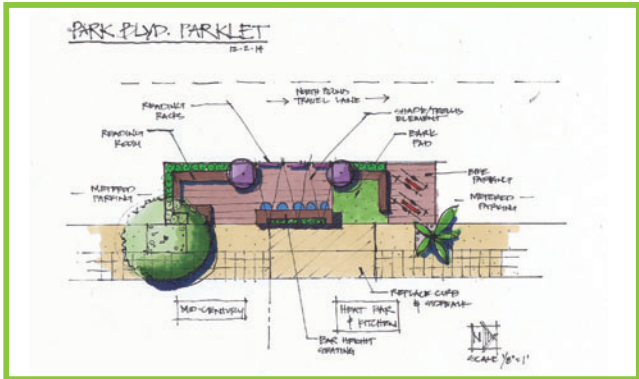 PARK BLVD. PARKLET
12-2-14
NORTH BOUND
TRAVEL LANE
READING
RACKS
SHADE/TRELLIS
ELEMENT
READING
ROOM
BARK
PAD
BIKE
PARKING
METERED
PARKING
METERED
PARKING
REPLACE CURB
& SIDEWALK
MID-CENTURY
HEAT BAR
& KITCHEN
BAR HEIGHT
SEATING
N
SCALE 1/8"=1'